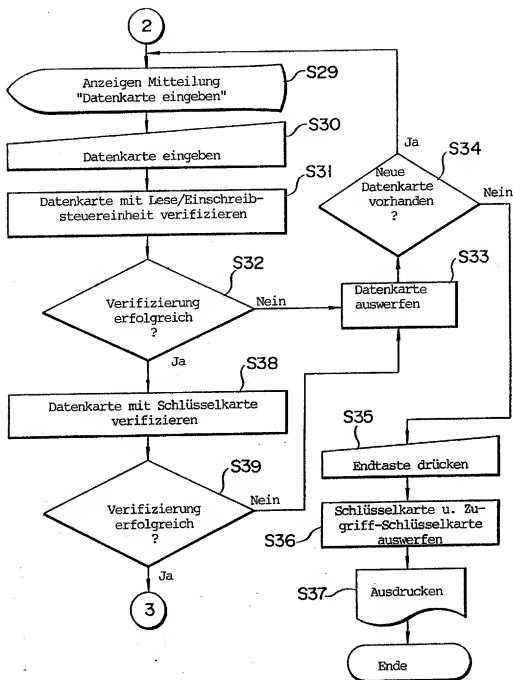 2
Anzeigen Mitteilung
"Datenkarte eingeben"
S29
S30
Datenkarte eingeben
S31
Datenkarte mit Lese/Einschreib-
steuereinheit verifizieren
S32
Verifizierung
erfolgreich
?
Nein
Ja
S38
Datenkarte mit Schlüsselkarte
verifizieren
S39
Verifizierung
erfolgreich
?
Nein
Ja
3
Ja
S34
Neue
Datenkarte
vorhanden
?
Nein
S33
Datenkarte
auswerfen
S35
Endtaste drücken
Schlüsselkarte u. Zu-
griff-Schlüsselkarte
auswerfen
S36
S37
Ausdrucken
Ende